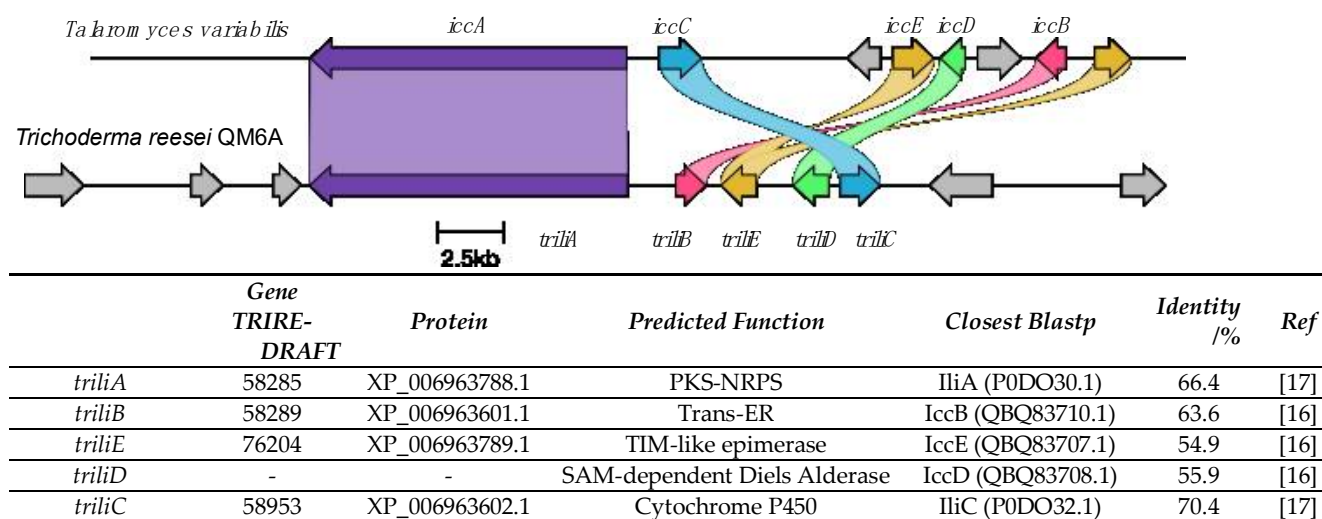 Talaromyces variabilis iccA iccC iccE iccD iccB
Trichoderma reesei QM6A
2.5kb triliA triliB triliE triliD triliC
Gene TRIRE-DRAFT Protein Predicted Function Closest Blastp Identity /% Ref
triliA 58285 XP_006963788.1 PKS-NRPS IliA (P0DO30.1) 66.4 [17]
triliB 58289 XP_006963601.1 Trans-ER IccB (QBQ83710.1) 63.6 [16]
triliE 76204 XP_006963789.1 TIM-like epimerase IccE (QBQ83707.1) 54.9 [16]
triliD - - SAM-dependent Diels Alderase IccD (QBQ83708.1) 55.9 [16]
triliC 58953 XP_006963602.1 Cytochrome P450 IliC (P0DO32.1) 70.4 [17]